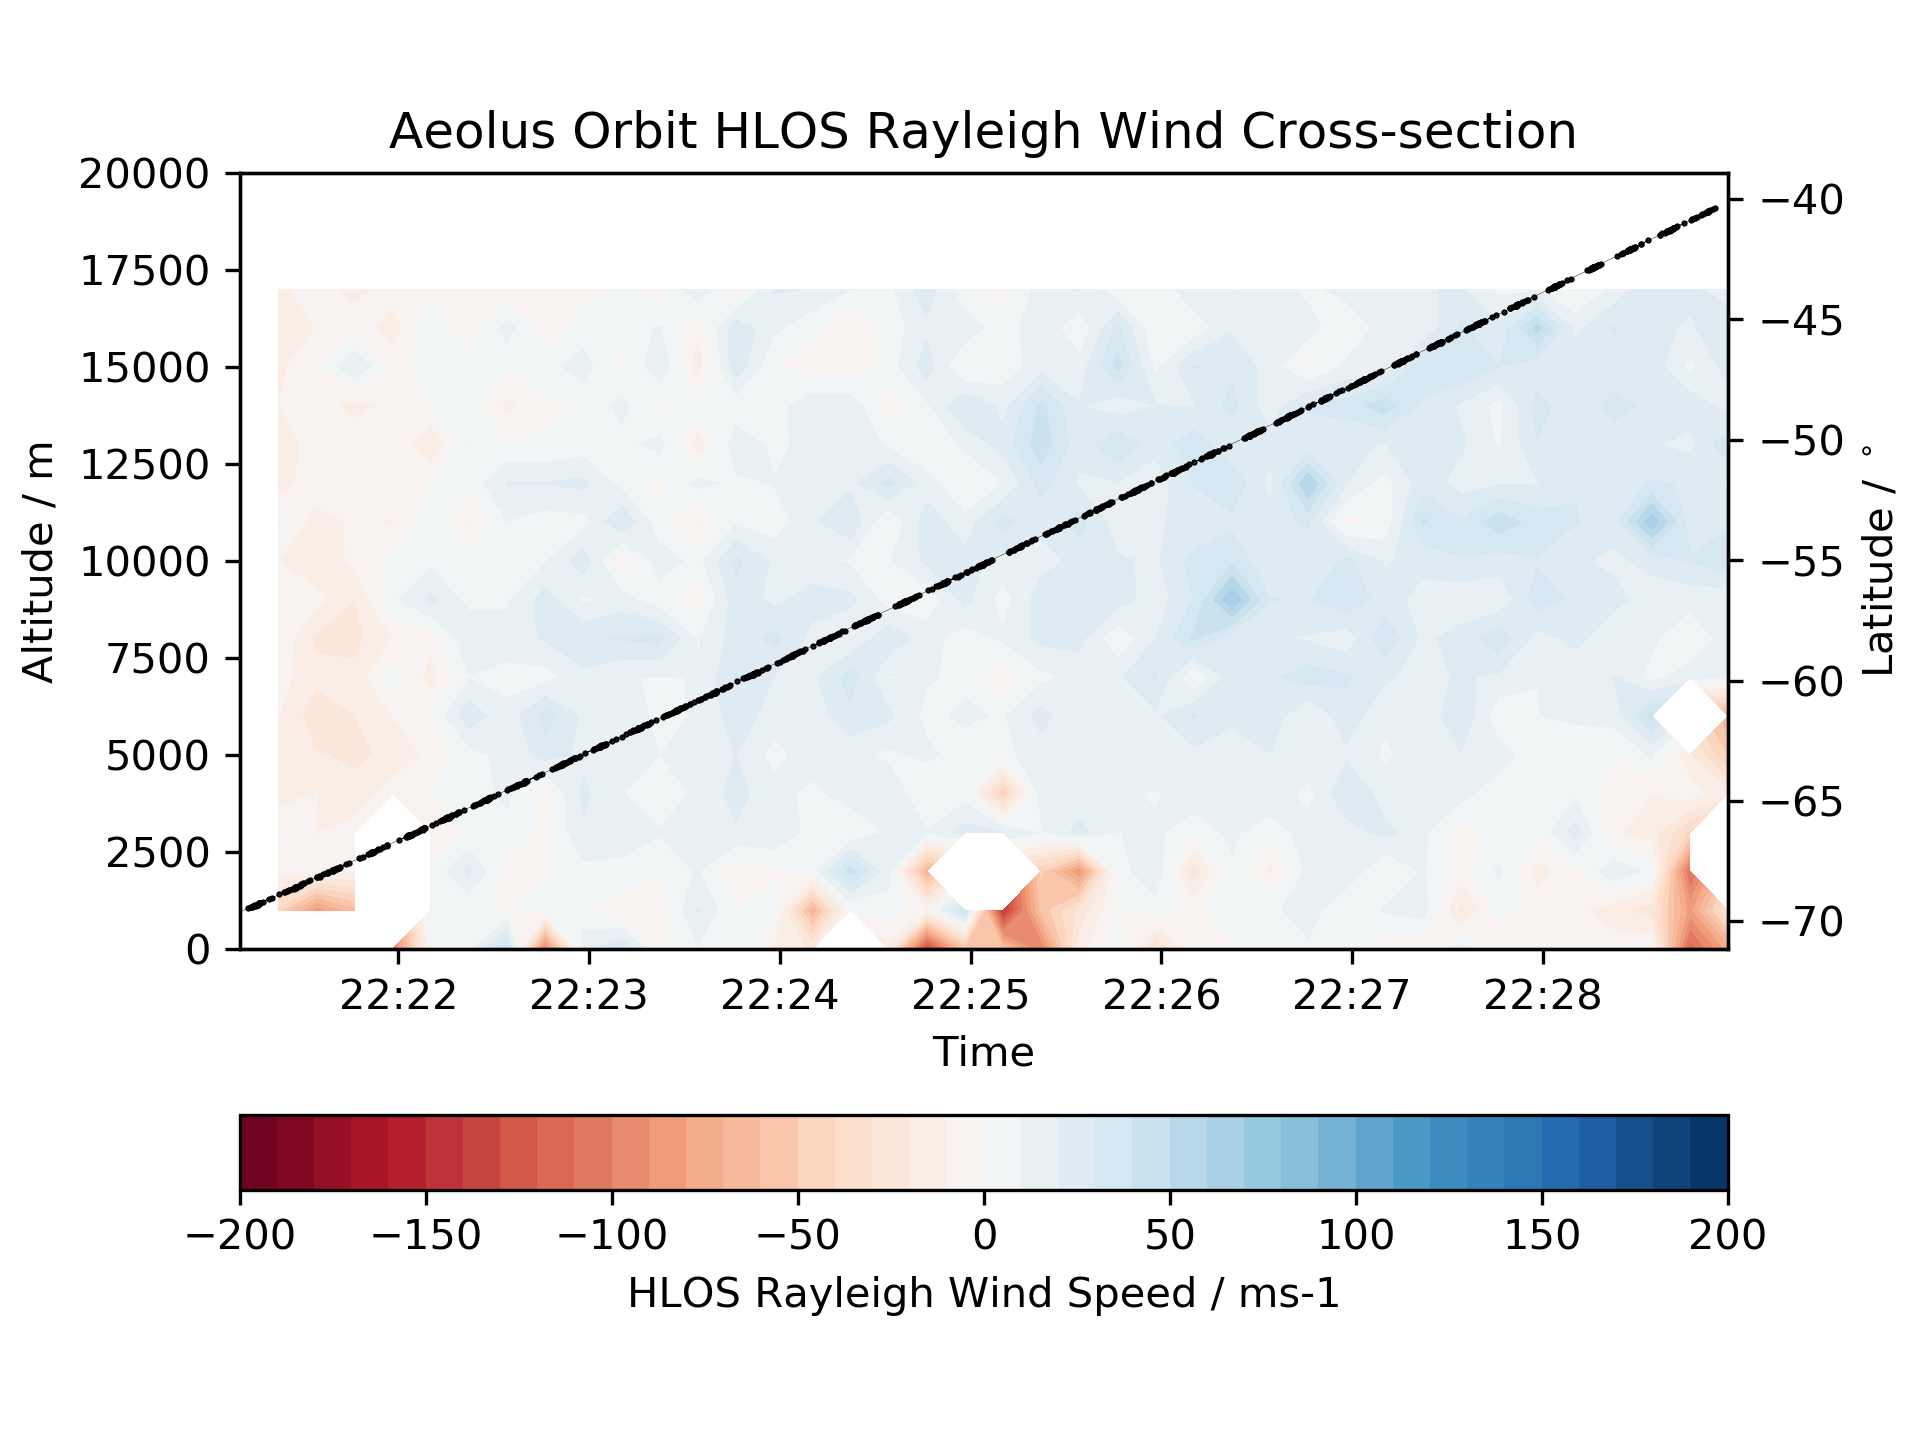 Aeolus Orbit HLOS Rayleigh Wind Cross-section
20000
17500
15000
12500
10000
7500
5000
2500
0
Altitude / m
−40
−45
−50
−55
−60
−65
−70
Latitude / °
22:22 22:23 22:24 22:25 22:26 22:27 22:28
Time
−200 −150 −100 −50 0 50 100 150 200
HLOS Rayleigh Wind Speed / ms-1